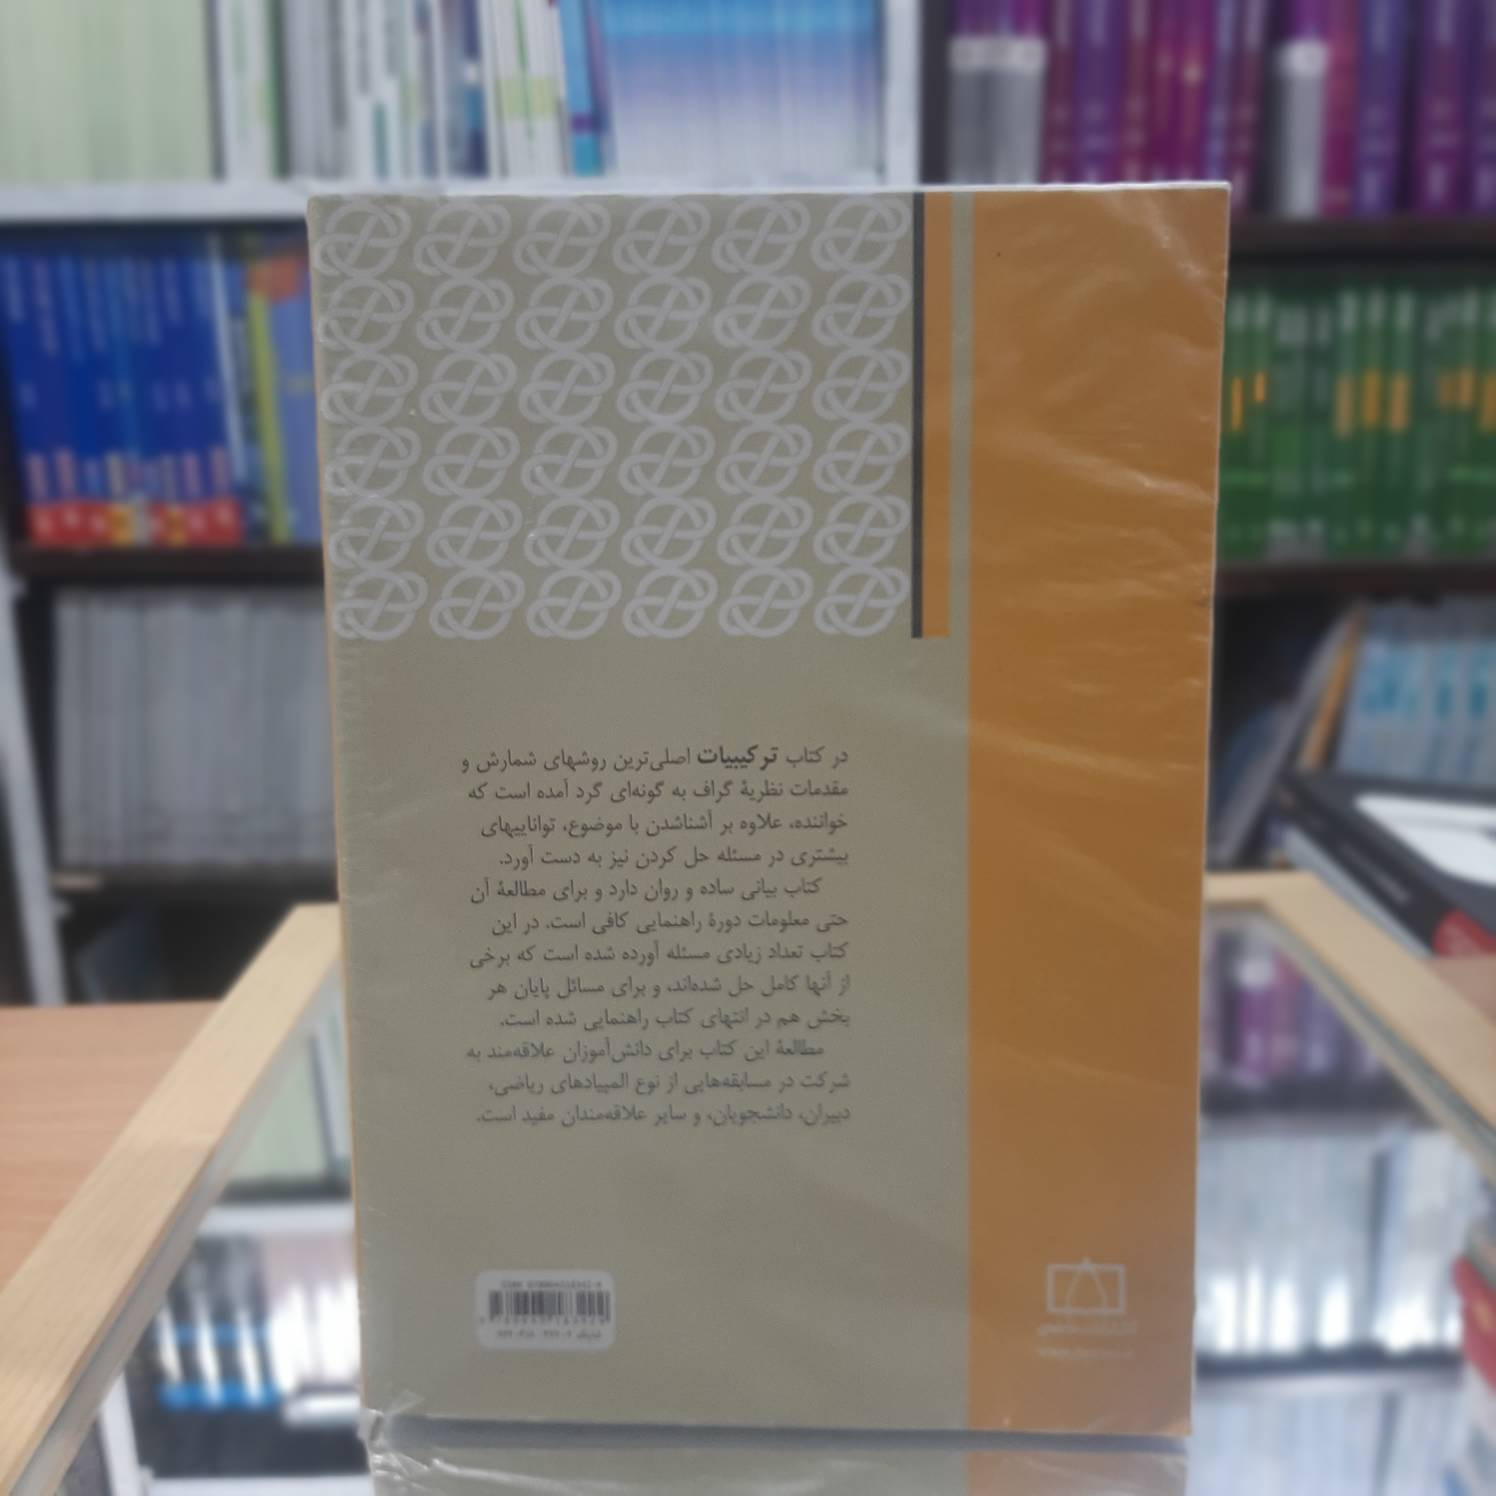 در کتاب ترکیبیات اصلی‌ترین روشهای شمارش و
مقدمات نظریهٔ گراف به گونه‌ای گرد آمده است که
خواننده، علاوه بر آشناشدن با موضوع، تواناییهای
بیشتری در مسئله حل کردن نیز به دست آورد.
کتاب بیانی ساده و روان دارد و برای مطالعهٔ آن
حتی معلومات دورهٔ راهنمایی کافی است. در این
کتاب تعداد زیادی مسئله آورده شده است که برخی
از آنها کامل حل شده‌اند، و برای مسائل پایان هر
بخش هم در انتهای کتاب راهنمایی شده است.
مطالعهٔ این کتاب برای دانش‌آموزان علاقه‌مند به
شرکت در مسابقه‌هایی از نوع المپیادهای ریاضی،
دبیران، دانشجویان، و سایر علاقه‌مندان مفید است.
ISBN
شابک